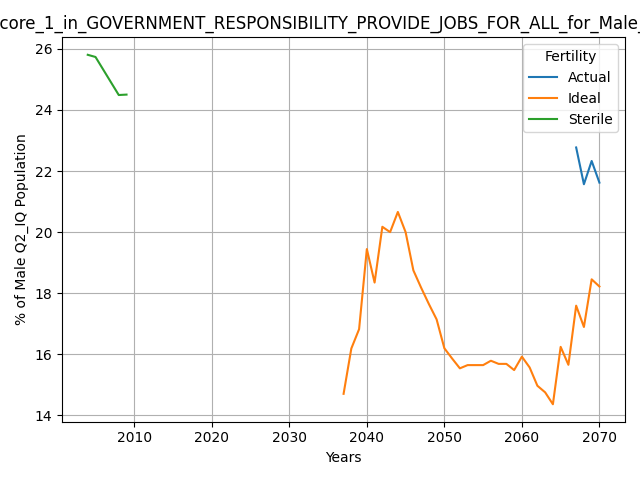 core_1_in_GOVERNMENT_RESPONSIBILITY_PROVIDE_JOBS_FOR_ALL_for_Male_
26
24
22
20
18
16
14
% of Male Q2_IQ Population
Fertility
Actual
Ideal
Sterile
2010 2020 2030 2040 2050 2060 2070
Years